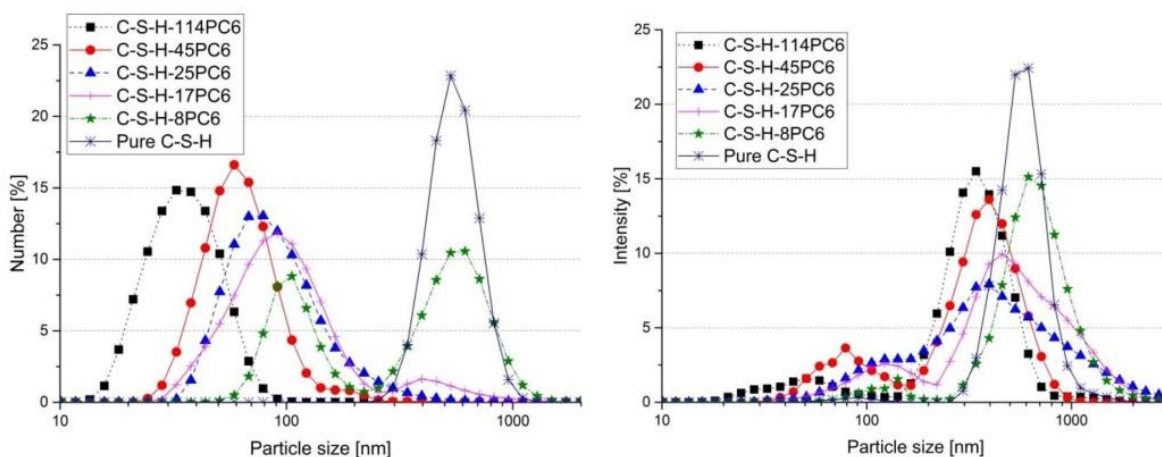 C-S-H-114PC6
C-S-H-45PC6
C-S-H-25PC6
C-S-H-17PC6
C-S-H-8PC6
Pure C-S-H
25
20
15
10
5
0
Number [%]
10
100
1000
Particle size [nm]
C-S-H-114PC6
C-S-H-45PC6
C-S-H-25PC6
C-S-H-17PC6
C-S-H-8PC6
Pure C-S-H
25
20
15
10
5
0
Intensity [%]
10
100
1000
Particle size [nm]